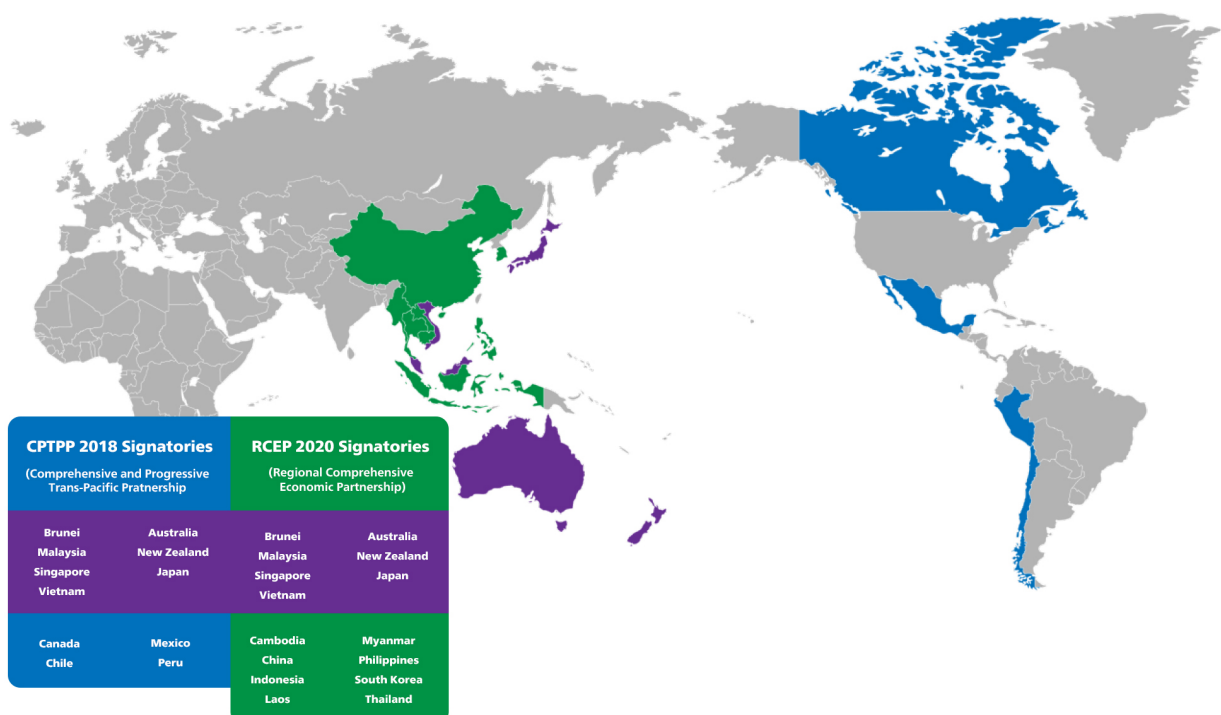 CPTPP 2018 Signatories
(Comprehensive and Progressive
Trans-Pacific Pratnership
Brunei
Malaysia
Singapore
Vietnam
Australia
New Zealand
Japan
Canada
Chile
Mexico
Peru
RCEP 2020 Signatories
(Regional Comprehensive
Economic Partnership)
Brunei
Malaysia
Singapore
Vietnam
Australia
New Zealand
Japan
Cambodia
China
Indonesia
Laos
Myanmar
Philippines
South Korea
Thailand